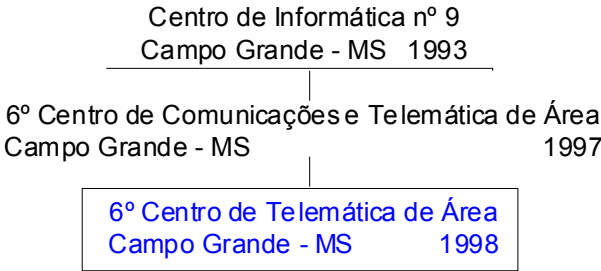 Centro de Informática nº 9
Campo Grande - MS 1993
6º Centro de Comunicações e Telemática de Área
Campo Grande - MS 1997
6º Centro de Telemática de Área
Campo Grande - MS 1998